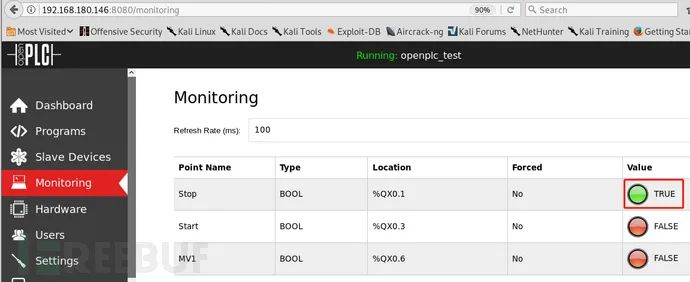 192.168.180.146:8080/monitoring
90%
Search
Most Visited
Offensive Security
Kali Linux
Kali Docs
Kali Tools
Exploit-DB
Aircrack-ng
Kali Forums
NetHunter
Kali Training
Getting Star
open PLC
Running: openplc_test
Dashboard
Programs
Slave Devices
Monitoring
Hardware
Users
Settings
Monitoring
Refresh Rate (ms): 100
Point Name Type Location Forced Value
Stop BOOL %QX0.1 No TRUE
Start BOOL %QX0.3 No FALSE
MV1 BOOL %QX0.6 No FALSE
FREEBUF